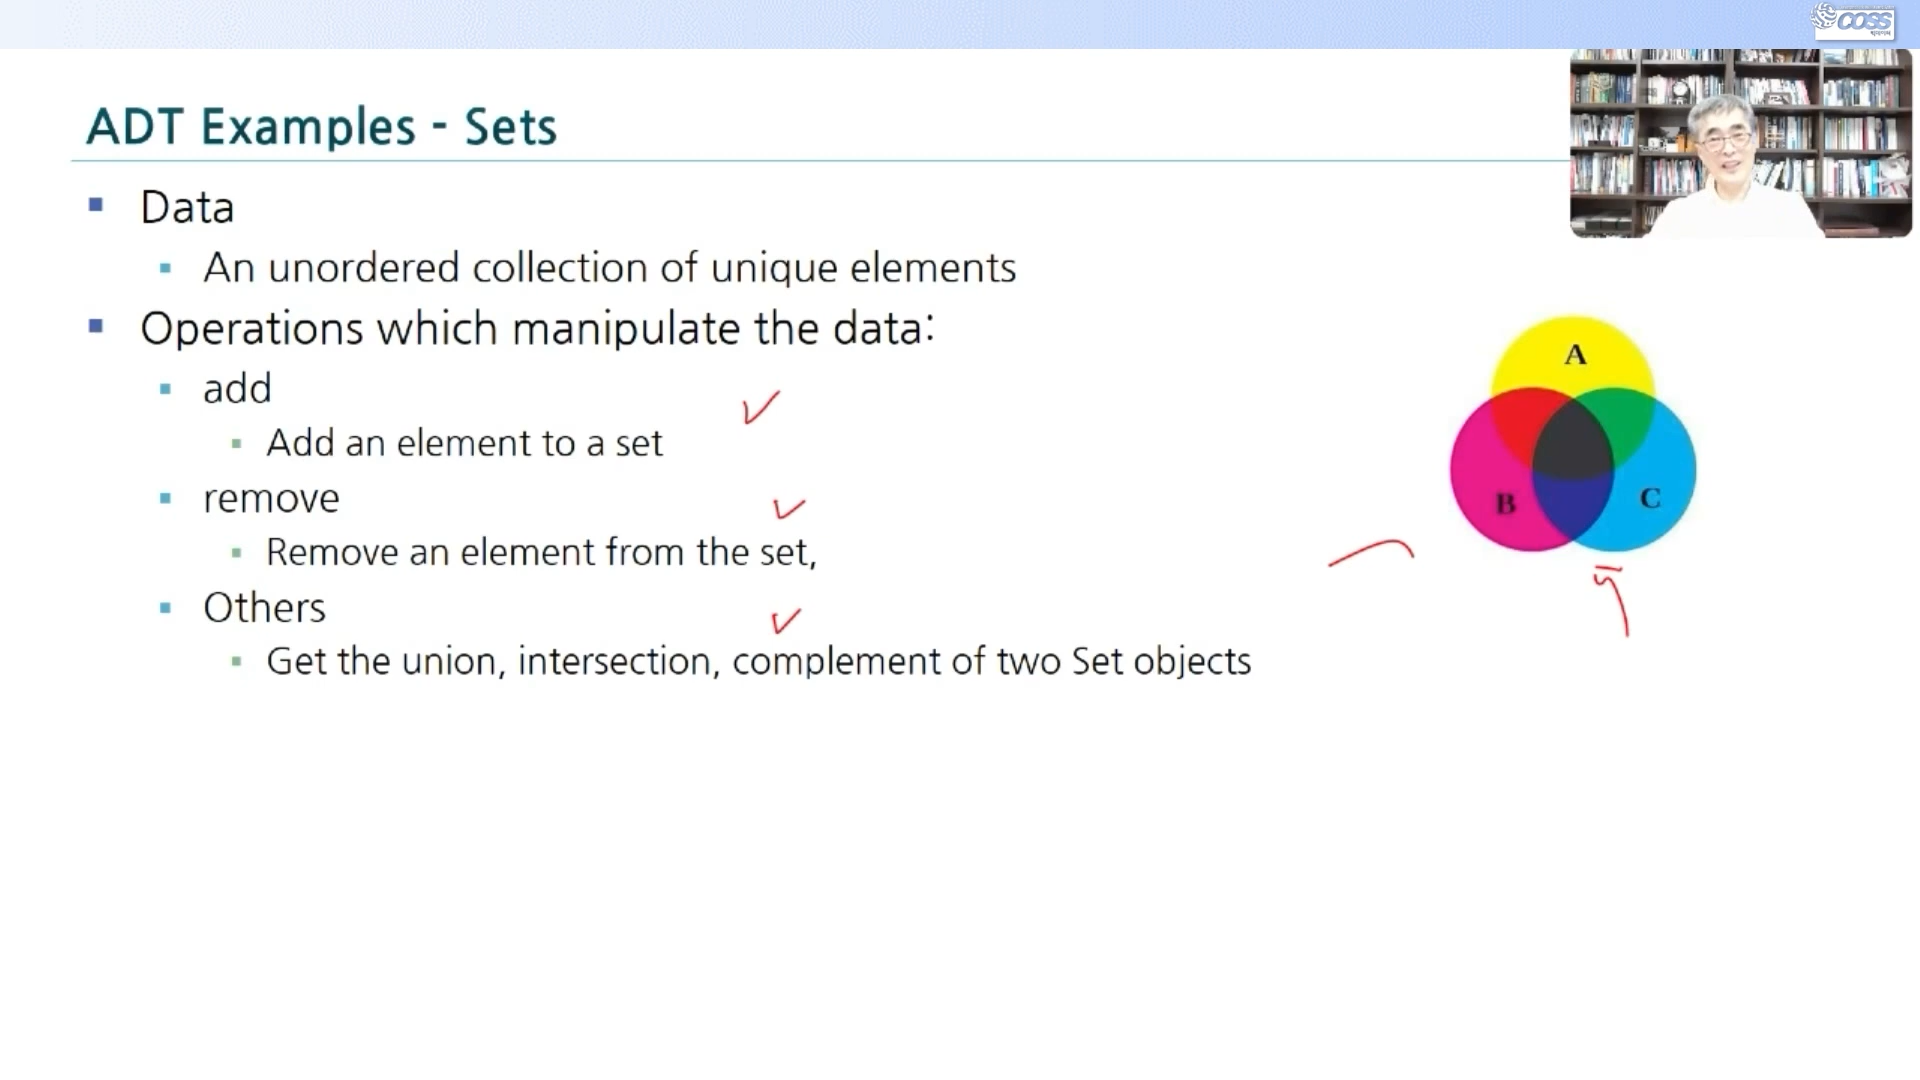 COSS
ADT Examples - Sets
Data
An unordered collection of unique elements
Operations which manipulate the data:
add
Add an element to a set
remove
Remove an element from the set,
Others
Get the union, intersection, complement of two Set objects
A
B
C